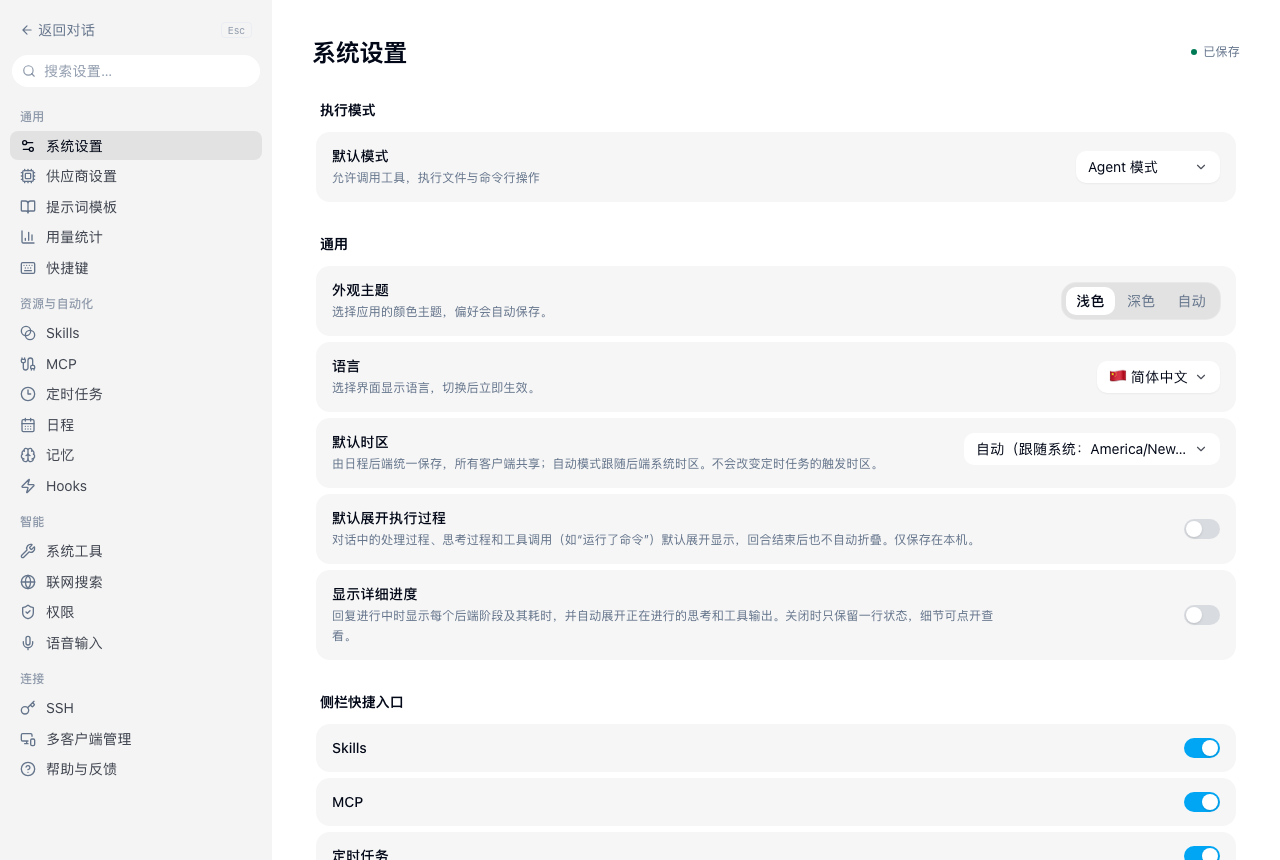 返回对话
Esc
搜索设置...
通用
系统设置
供应商设置
提示词模板
用量统计
快捷键
资源与自动化
Skills
MCP
定时任务
日程
记忆
Hooks
智能
系统工具
联网搜索
权限
语音输入
连接
SSH
多客户端管理
帮助与反馈
系统设置
已保存
执行模式
默认模式
允许调用工具，执行文件与命令行操作
Agent 模式
通用
外观主题
选择应用的颜色主题，偏好会自动保存。
浅色
深色
自动
语言
选择界面显示语言，切换后立即生效。
🇨🇳 简体中文
默认时区
由日程后端统一保存，所有客户端共享；自动模式跟随后端系统时区。不会改变定时任务的触发时区。
自动（跟随系统：America/New...
默认展开执行过程
对话中的处理过程、思考过程和工具调用（如“运行了命令”）默认展开显示，回合结束后也不自动折叠。仅保存在本机。
显示详细进度
回复进行中时显示每个后端阶段及其耗时，并自动展开正在进行的思考和工具输出。关闭时只保留一行状态，细节可点开查
看。
侧栏快捷入口
Skills
MCP
定时任务